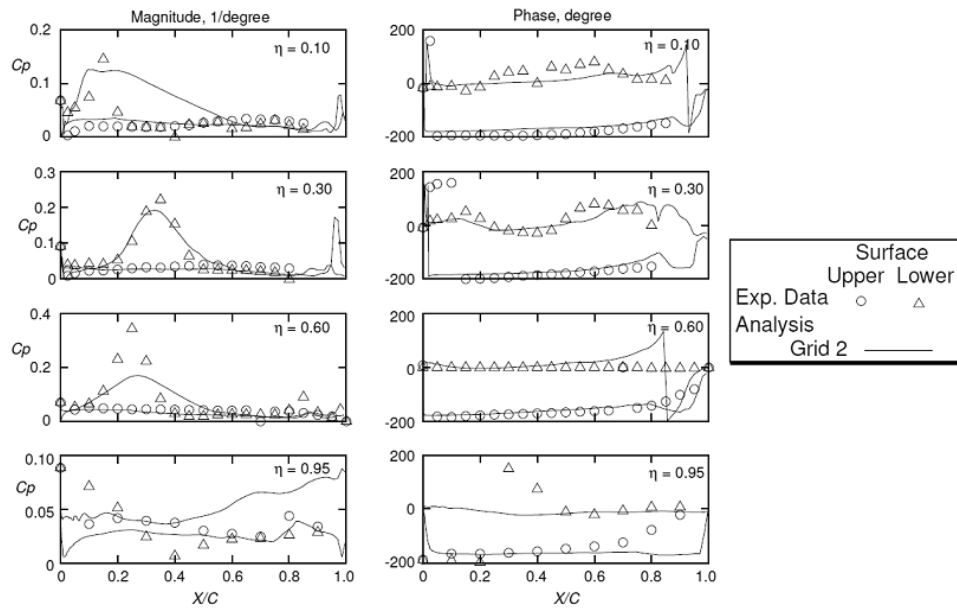 Magnitude, 1/degree
Phase, degree
0.2
Cp
0.1
0
η = 0.10
200
0
-200
η = 0.10
0.3
0.2
Cp
0.1
0
η = 0.30
200
0
-200
η = 0.30
0.4
Cp
0.2
0
η = 0.60
200
0
-200
η = 0.60
0.10
Cp
0.05
0
η = 0.95
200
0
-200
η = 0.95
0 0.2 0.4 0.6 0.8 1.0
X/C
0 0.2 0.4 0.6 0.8 1.0
X/C
Surface
Upper Lower
Exp. Data
Analysis
Grid 2